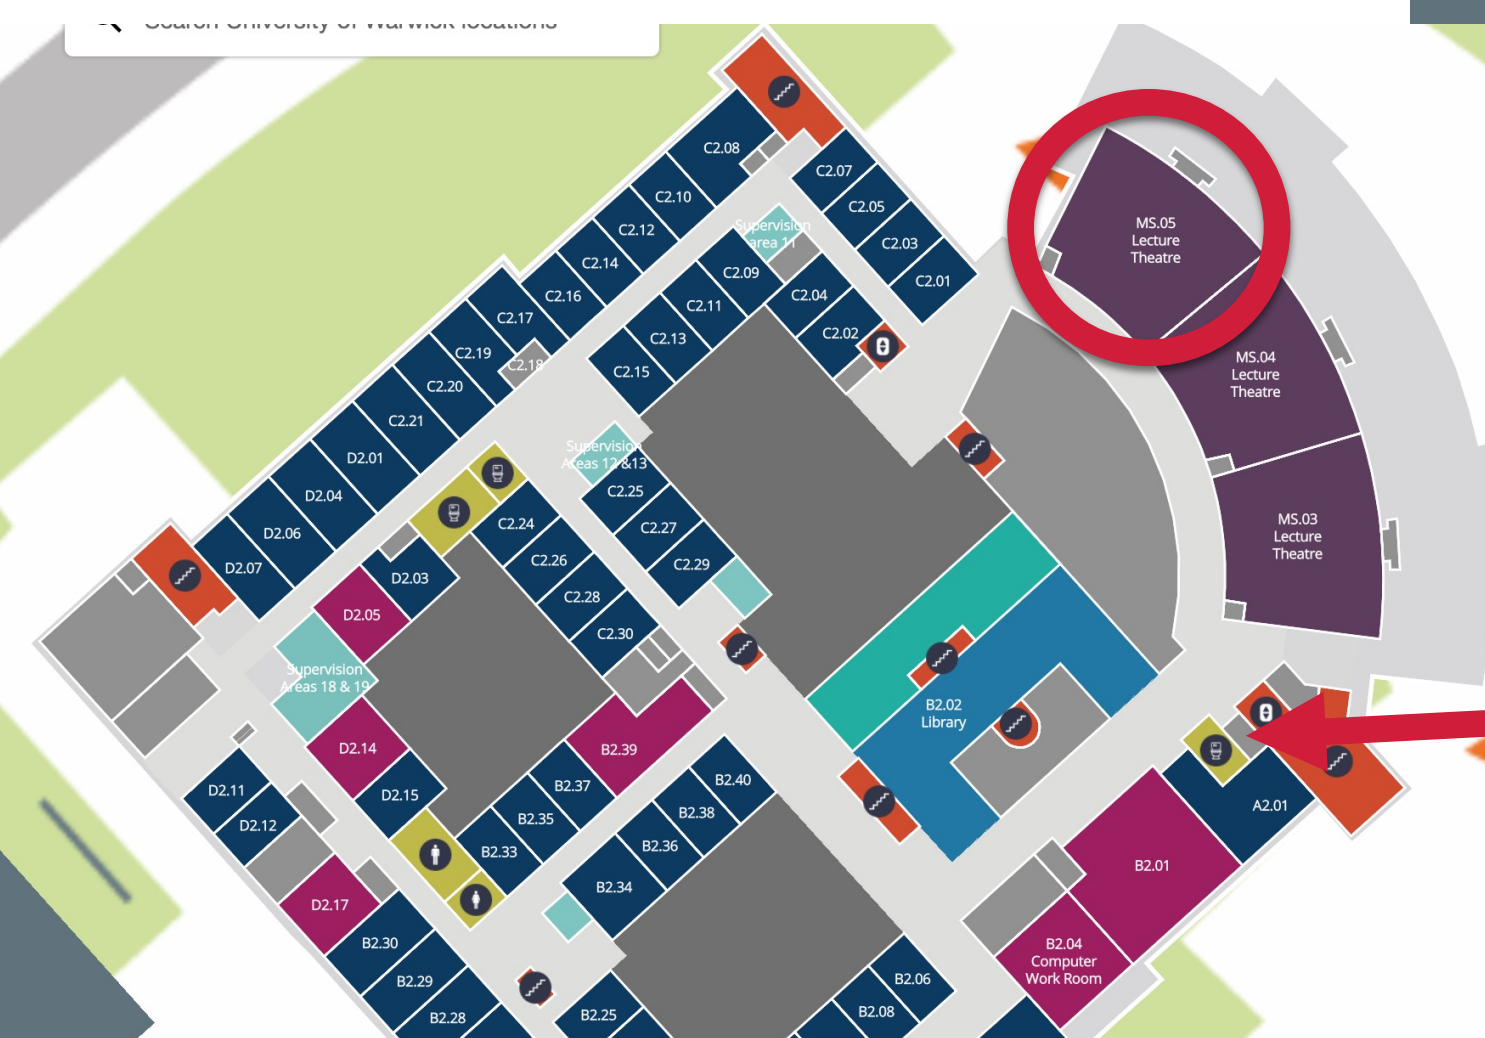 Search University of Warwick locations
C2.08
C2.07
C2.10
C2.05
MS.05
Lecture
Theatre
C2.12
Supervision
area 11
C2.03
C2.14
C2.09
C2.01
C2.16
C2.04
C2.11
C2.17
C2.02
C2.13
C2.19
C2.18
C2.15
MS.04
Lecture
Theatre
C2.20
C2.21
Supervision
Areas 12 &13
D2.01
C2.25
D2.04
C2.24
C2.27
MS.03
Lecture
Theatre
D2.06
C2.26
C2.29
D2.07
D2.03
C2.28
D2.05
C2.30
Supervision
Areas 18 & 19
B2.02
Library
D2.14
B2.39
B2.40
D2.11
B2.37
D2.15
B2.38
A2.01
D2.12
B2.35
B2.36
B2.33
B2.01
B2.34
D2.17
B2.30
B2.04
Computer
Work Room
B2.29
B2.06
B2.28
B2.25
B2.08